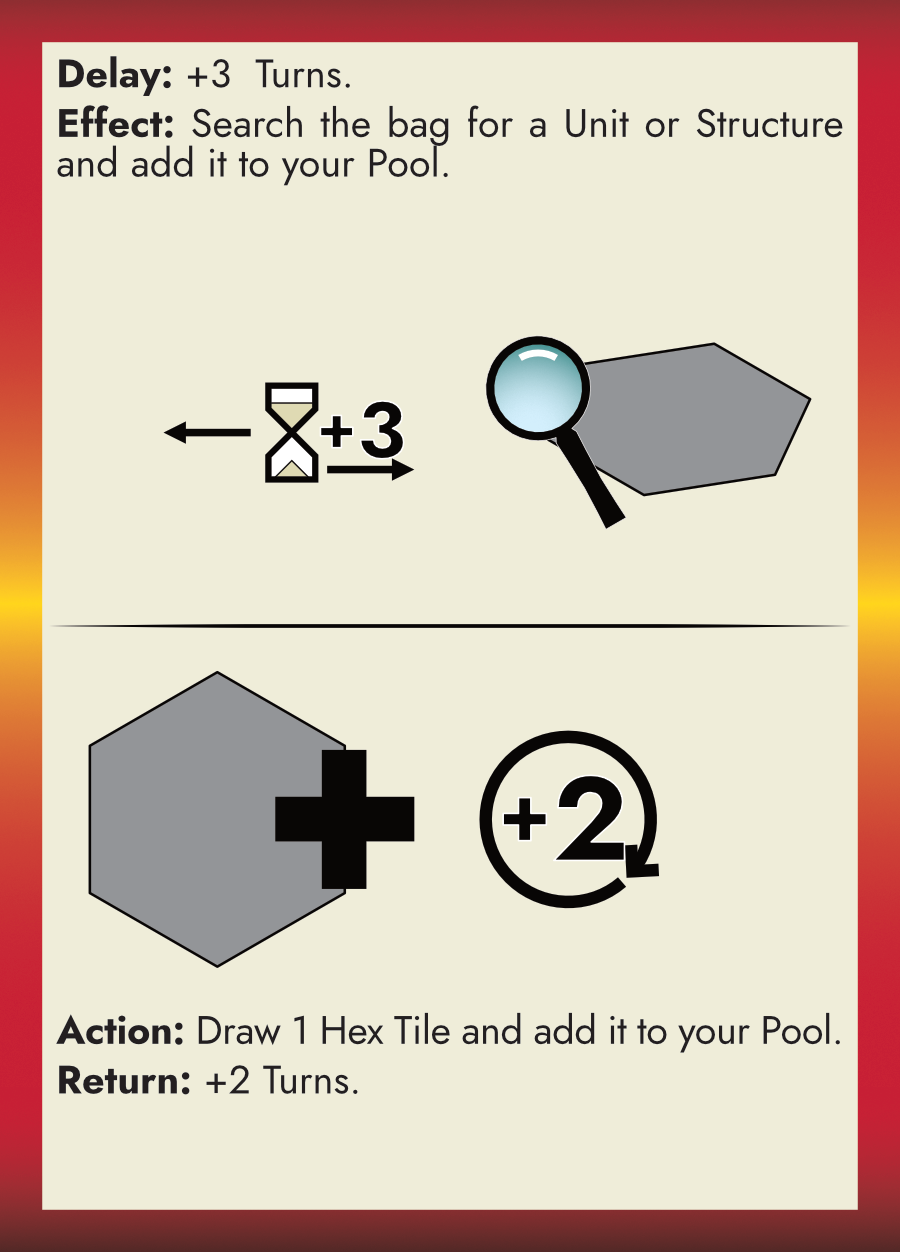 Delay: +3 Turns.
Effect: Search the bag for a Unit or Structure
and add it to your Pool.
+3
+2
Action: Draw 1 Hex Tile and add it to your Pool.
Return: +2 Turns.